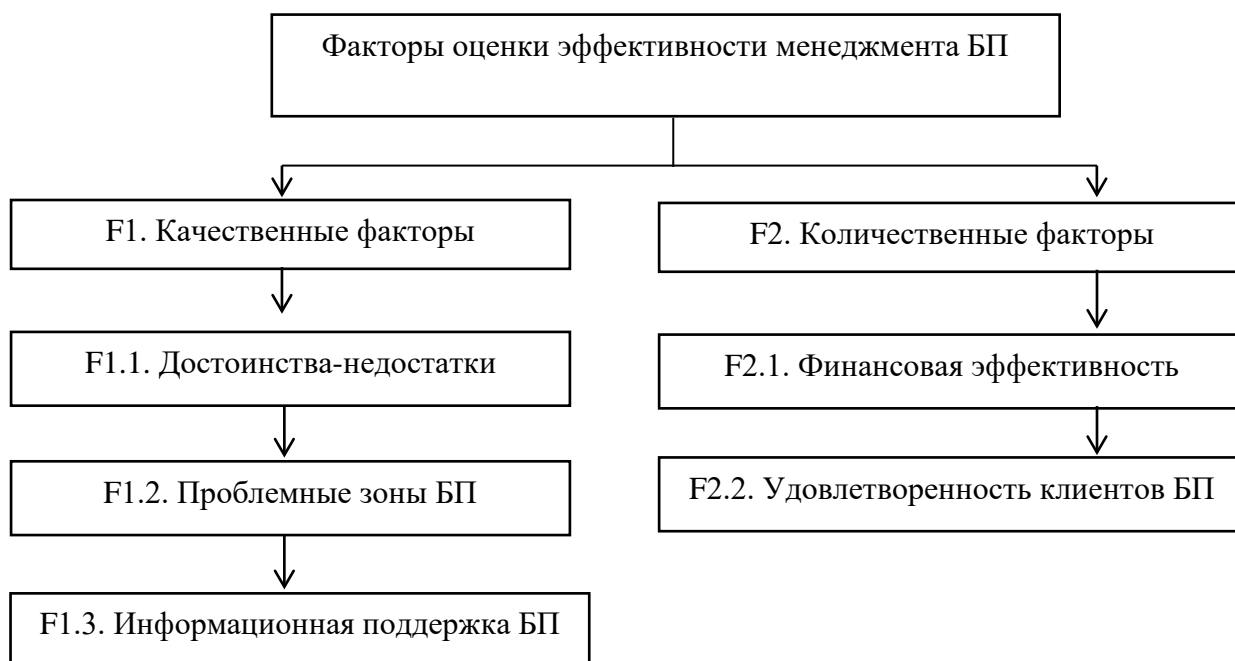 Факторы оценки эффективности менеджмента БП
F1. Качественные факторы
F2. Количественные факторы
F1.1. Достоинства-недостатки
F2.1. Финансовая эффективность
F1.2. Проблемные зоны БП
F2.2. Удовлетворенность клиентов БП
F1.3. Информационная поддержка БП